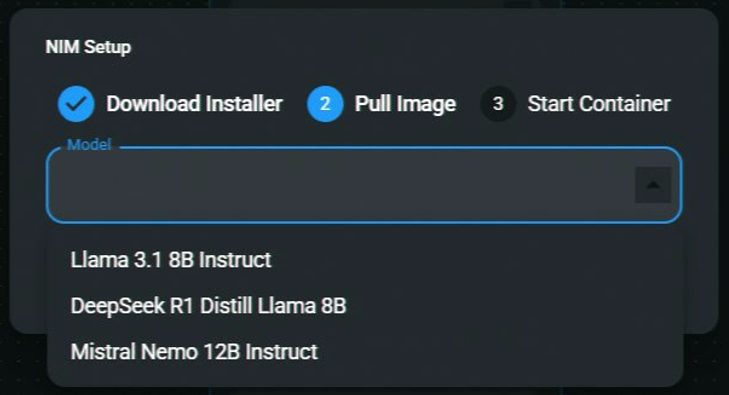 NIM Setup
Download Installer 2 Pull Image 3 Start Container
Model
Llama 3.1 8B Instruct
DeepSeek R1 Distill Llama 8B
Mistral Nemo 12B Instruct